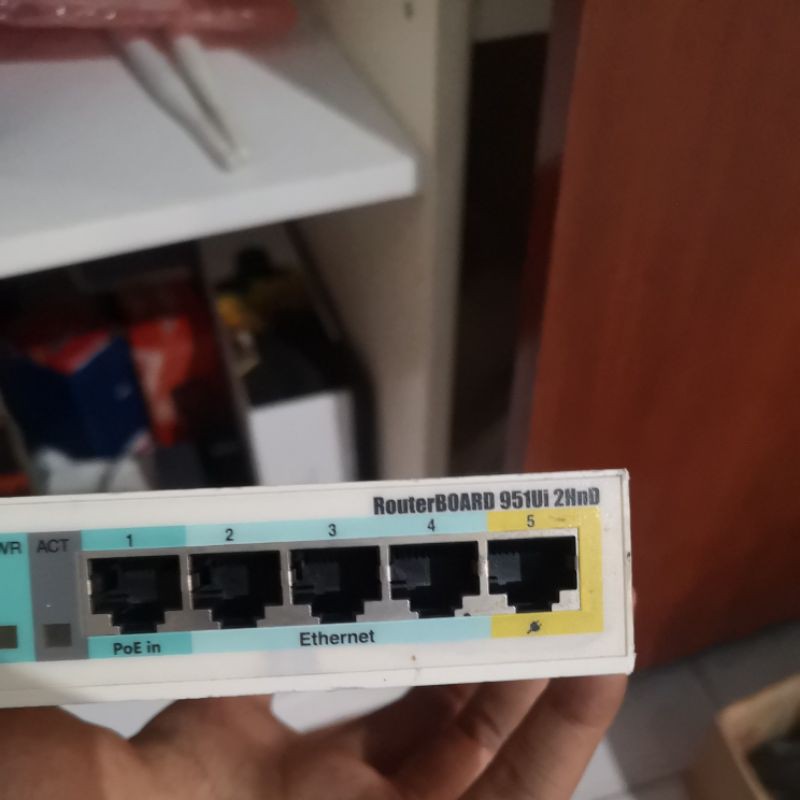 RouterBOARD 951Ui 2HnD
WR ACT 1 2 3 4 5
PoE in Ethernet